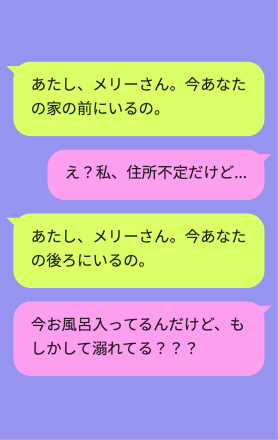 あたし、メリーさん。今あなた
の家の前にいるの。
え？私、住所不定だけど...
あたし、メリーさん。今あなた
の後ろにいるの。
今お風呂入ってるんだけど、も
しかして溺れてる？？？